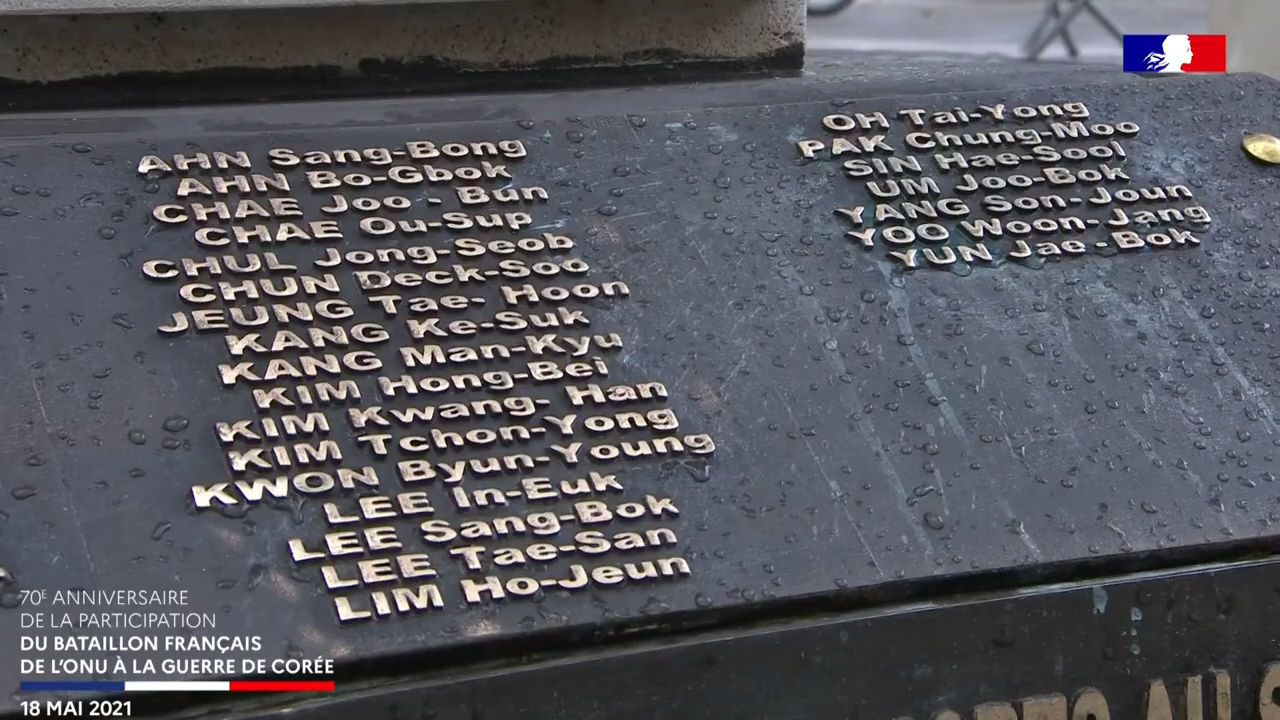 AHN Sang-Bong
AHN Bo-Gbok
CHAE Joo - Bun
CHAE Ou-Sup
CHUL Jong-Seob
CHUN Deck-Soo
JEUNG Tae- Hoon
KANG Ke-Suk
KANG Man-Kyu
KIM Hong-Bei
KIM Kwang- Han
KIM Tchon-Yong
KWON Byun-Young
LEE In-Euk
LEE Sang-Bok
LEE Tae-San
LIM Ho-Jeun
OH Tai-Yong
PAK Chung-Moo
SIN Hae-Sool
UM Joo-Bok
YANG Son-Joun
YOO Woon-Jang
YUN Jae-Bok
70E ANNIVERSAIRE
DE LA PARTICIPATION
DU BATAILLON FRANÇAIS
DE L'ONU À LA GUERRE DE CORÉE
18 MAI 2021